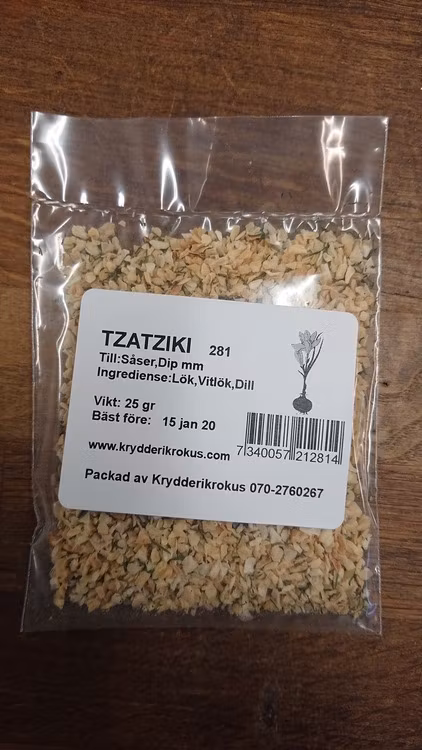 TZATZIKI 281
Till:Såser,Dip mm
Ingrediense:Lök,Vitlök,Dill
Vikt: 25 gr
Bäst före: 15 jan 20
www.krydderikrokus.com
7 340057 212814
Packad av Krydderikrokus 070-2760267